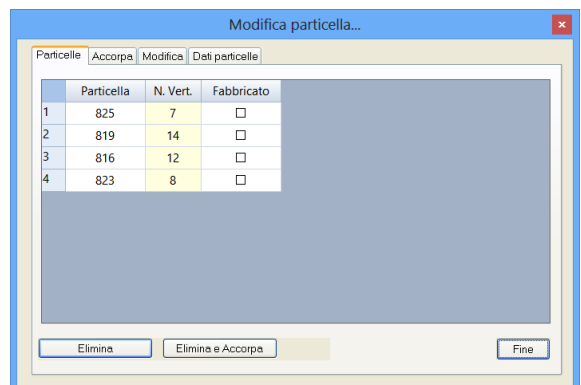 Modifica particella...
Particelle Accorpa Modifica Dati particelle
Particella N. Vert. Fabbricato
1 825 7
2 819 14
3 816 12
4 823 8
Elimina Elimina e Accorpa Fine